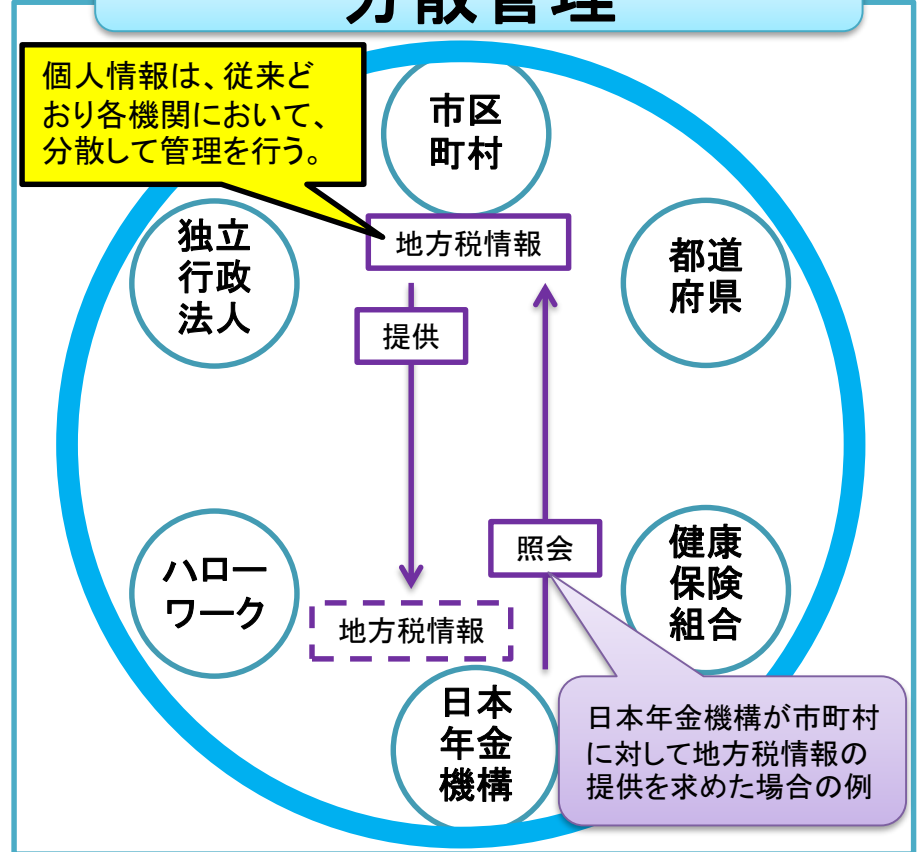 分散管理
個人情報は、従来ど
おり各機関において、
分散して管理を行う。
市区
町村
独立
行政
法人
地方税情報
都道
府県
提供
照会
ハロー
ワーク
健康
保険
組合
地方税情報
日本
年金
機構
日本年金機構が市町村
に対して地方税情報の
提供を求めた場合の例